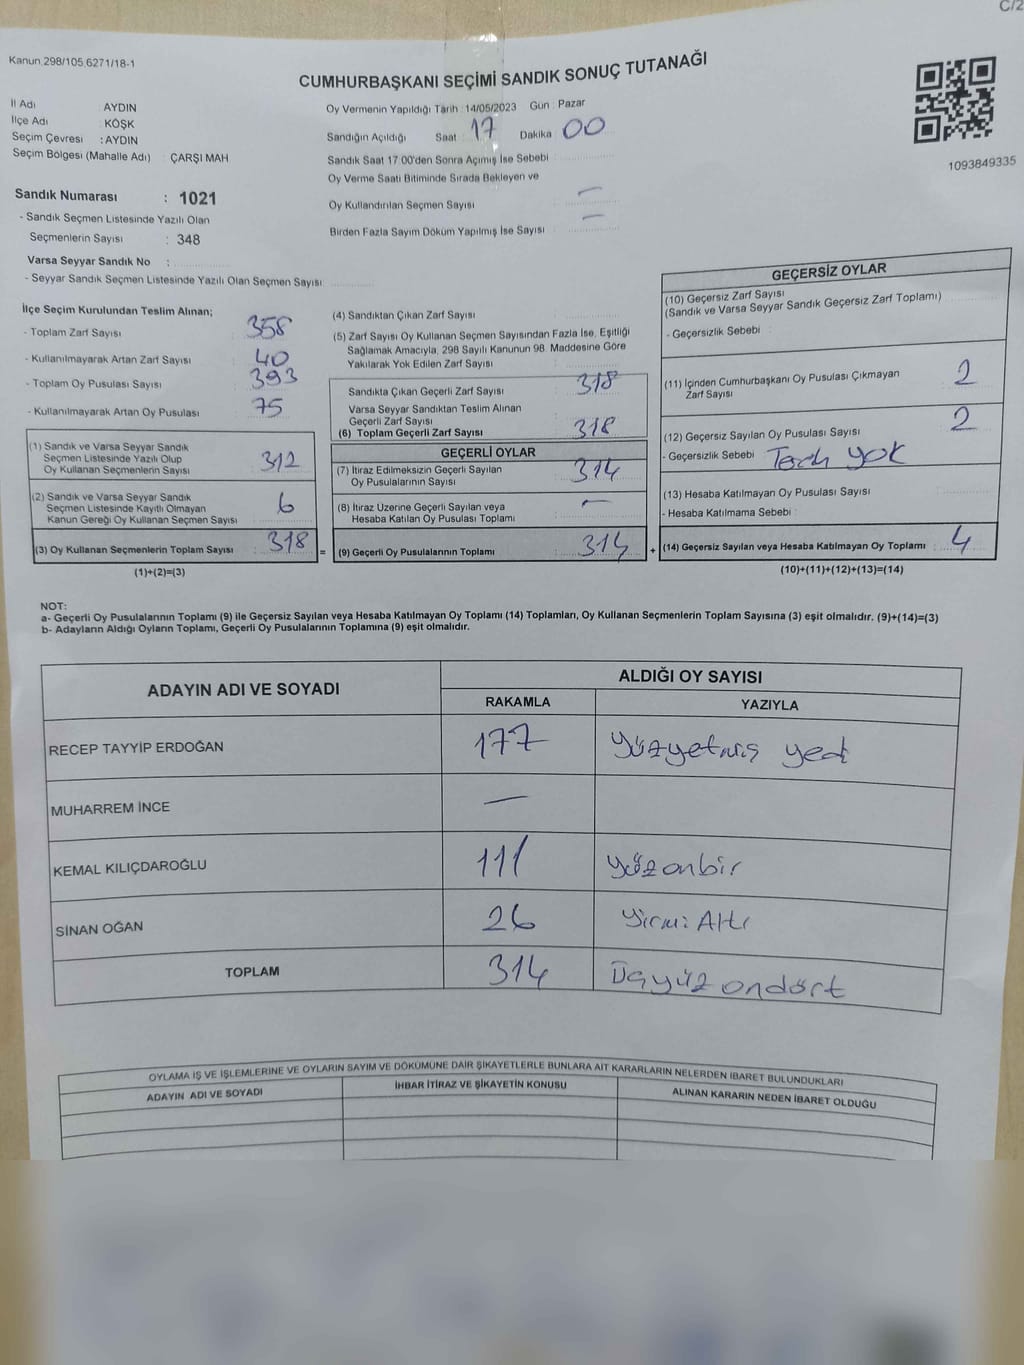 C/2
Kanun 298/105,6271/18-1
CUMHURBAŞKANI SEÇİMİ SANDIK SONUÇ TUTANAĞI
1093849335
İl Adı AYDIN
İlçe Adı KÖŞK
Seçim Çevresi : AYDIN
Seçim Bölgesi (Mahalle Adı) ÇARŞI MAH
Sandık Numarası : 1021
- Sandık Seçmen Listesinde Yazılı Olan
Seçmenlerin Sayısı : 348
Varsa Seyyar Sandık No :
- Seyyar Sandık Seçmen Listesinde Yazılı Olan Seçmen Sayısı
Oy Vermenin Yapıldığı Tarih : 14/05/2023 Gün : Pazar
Sandığın Açıldığı Saat : 17 Dakika : 00
Sandık Saat 17.00'den Sonra Açımış İse Sebebi
Oy Verme Saati Bitiminde Sırada Bekleyen ve
Oy Kullandırılan Seçmen Sayısı : —
Birden Fazla Sayım Döküm Yapılmış İse Sayısı : —
İlçe Seçim Kurulundan Teslim Alınan;
- Toplam Zarf Sayısı : 358
- Kullanılmayarak Artan Zarf Sayısı : 40
- Toplam Oy Pusulası Sayısı : 393
- Kullanılmayarak Artan Oy Pusulası : 75
(1) Sandık ve Varsa Seyyar Sandık
Seçmen Listesinde Yazılı Olup
Oy Kullanan Seçmenlerin Sayısı : 312
(2) Sandık ve Varsa Seyyar Sandık
Seçmen Listesinde Kayıtlı Olmayan
Kanun Gereği Oy Kullanan Seçmen Sayısı : 6
(3) Oy Kullanan Seçmenlerin Toplam Sayısı : 318 =
(1)+(2)=(3)
(4) Sandıktan Çıkan Zarf Sayısı :
(5) Zarf Sayısı Oy Kullanan Seçmen Sayısından Fazla İse, Eşitliği
Sağlamak Amacıyla, 298 Sayılı Kanunun 98. Maddesine Göre
Yakılarak Yok Edilen Zarf Sayısı :
Sandıkta Çıkan Geçerli Zarf Sayısı : 318
Varsa Seyyar Sandıktan Teslim Alınan
Geçerli Zarf Sayısı
(6) Toplam Geçerli Zarf Sayısı : 318
GEÇERLİ OYLAR
(7) İtiraz Edilmeksizin Geçerli Sayılan
Oy Pusulalarının Sayısı : 314
(8) İtiraz Üzerine Geçerli Sayılan veya
Hesaba Katılan Oy Pusulası Toplamı : —
(9) Geçerli Oy Pusulalarının Toplamı : 314 +
GEÇERSİZ OYLAR
(10) Geçersiz Zarf Sayısı
(Sandık ve Varsa Seyyar Sandık Geçersiz Zarf Toplamı)
- Geçersizlik Sebebi :
(11) İçinden Cumhurbaşkanı Oy Pusulası Çıkmayan 2
Zarf Sayısı
(12) Geçersiz Sayılan Oy Pusulası Sayısı : 2
- Geçersizlik Sebebi : Terch yok
(13) Hesaba Katılmayan Oy Pusulası Sayısı
- Hesaba Katılmama Sebebi :
(14) Geçersiz Sayılan veya Hesaba Katılmayan Oy Toplamı : 4
(10)+(11)+(12)+(13)=(14)
NOT:
a- Geçerli Oy Pusulalarının Toplamı (9) ile Geçersiz Sayılan veya Hesaba Katılmayan Oy Toplamı (14) Toplamları, Oy Kullanan Seçmenlerin Toplam Sayısına (3) eşit olmalıdır. (9)+(14)=(3)
b- Adayların Aldığı Oyların Toplamı, Geçerli Oy Pusulalarının Toplamına (9) eşit olmalıdır.
ADAYIN ADI VE SOYADI ALDIĞI OY SAYISI
RAKAMLA YAZIYLA
RECEP TAYYİP ERDOĞAN 177 Yüzyetmiş yedi
MUHARREM İNCE —
KEMAL KILIÇDAROĞLU 111 Yüzonbir
SİNAN OĞAN 26 Yirmi Altı
TOPLAM 314 Üçyüz ondört
OYLAMA İŞ VE İŞLEMLERİNE VE OYLARIN SAYIM VE DÖKÜMÜNE DAİR ŞİKAYETLERLE BUNLARA AİT KARARLARIN NELERDEN İBARET BULUNDUKLARI
ADAYIN ADI VE SOYADI İHBAR İTİRAZ VE ŞİKAYETİN KONUSU ALINAN KARARIN NEDEN İBARET OLDUĞU